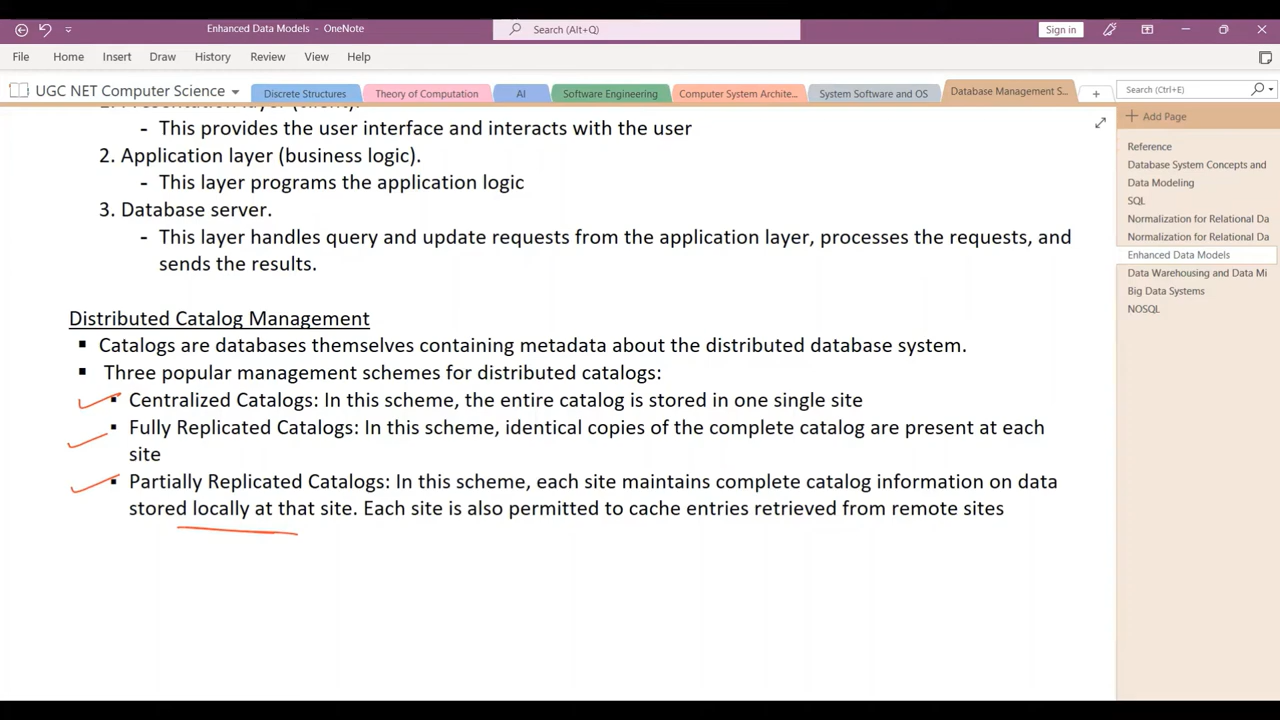 Enhanced Data Models - OneNote
Search (Alt+Q)
Sign in
File Home Insert Draw History Review View Help
UGC NET Computer Science
Discrete Structures
Theory of Computation
AI
Software Engineering
Computer System Archite...
System Software and OS
Database Management S...
Search (Ctrl+E)
- This provides the user interface and interacts with the user
2. Application layer (business logic).
- This layer programs the application logic
3. Database server.
- This layer handles query and update requests from the application layer, processes the requests, and
sends the results.
Distributed Catalog Management
▪ Catalogs are databases themselves containing metadata about the distributed database system.
▪ Three popular management schemes for distributed catalogs:
▪ Centralized Catalogs: In this scheme, the entire catalog is stored in one single site
▪ Fully Replicated Catalogs: In this scheme, identical copies of the complete catalog are present at each
site
▪ Partially Replicated Catalogs: In this scheme, each site maintains complete catalog information on data
stored locally at that site. Each site is also permitted to cache entries retrieved from remote sites
Add Page
Reference
Database System Concepts and
Data Modeling
SQL
Normalization for Relational Da
Normalization for Relational Da
Enhanced Data Models
Data Warehousing and Data Mi
Big Data Systems
NOSQL